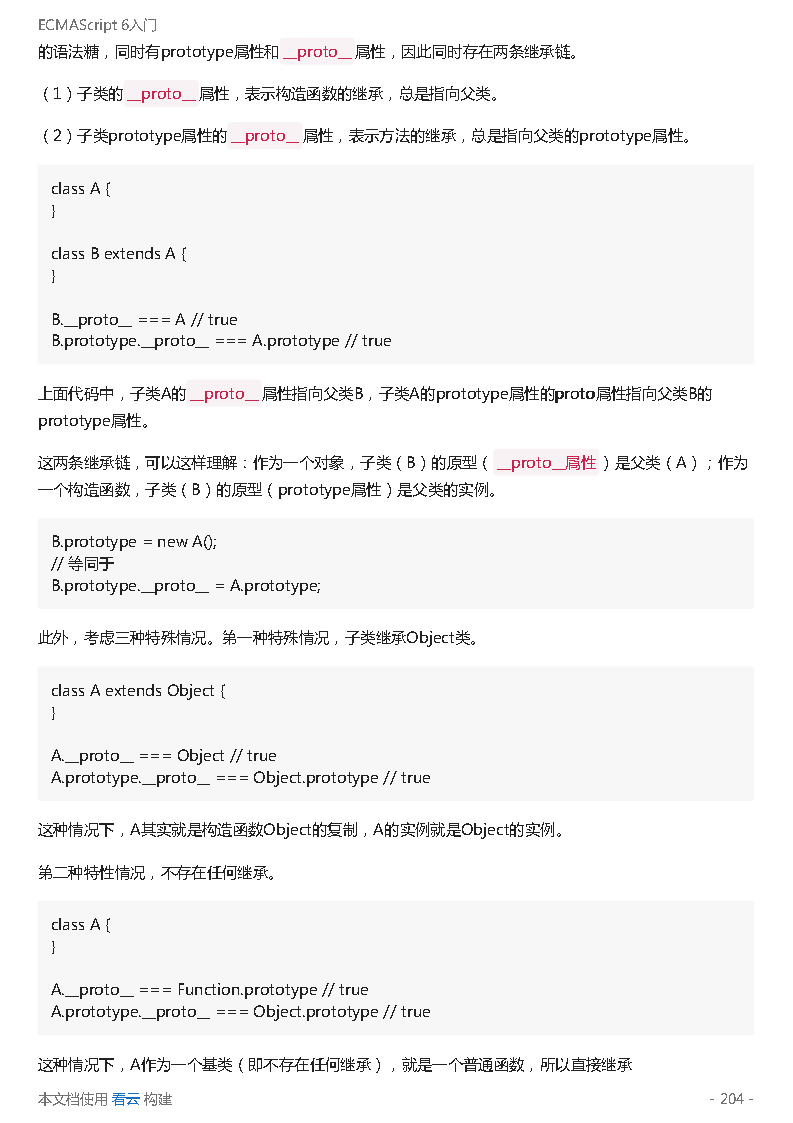 ECMAScript 6入门
的语法糖，同时有prototype属性和 __proto__ 属性，因此同时存在两条继承链。
（1）子类的 __proto__ 属性，表示构造函数的继承，总是指向父类。
（2）子类prototype属性的 __proto__ 属性，表示方法的继承，总是指向父类的prototype属性。
class A {
}
class B extends A {
}
B.__proto__ === A // true
B.prototype.__proto__ === A.prototype // true
上面代码中，子类A的 __proto__ 属性指向父类B，子类A的prototype属性的proto属性指向父类B的
prototype属性。
这两条继承链，可以这样理解：作为一个对象，子类（B）的原型（ __proto__属性 ）是父类（A）；作为
一个构造函数，子类（B）的原型（prototype属性）是父类的实例。
B.prototype = new A();
// 等同于
B.prototype.__proto__ = A.prototype;
此外，考虑三种特殊情况。第一种特殊情况，子类继承Object类。
class A extends Object {
}
A.__proto__ === Object // true
A.prototype.__proto__ === Object.prototype // true
这种情况下，A其实就是构造函数Object的复制，A的实例就是Object的实例。
第二种特性情况，不存在任何继承。
class A {
}
A.__proto__ === Function.prototype // true
A.prototype.__proto__ === Object.prototype // true
这种情况下，A作为一个基类（即不存在任何继承），就是一个普通函数，所以直接继承
本文档使用 看云 构建 - 204 -